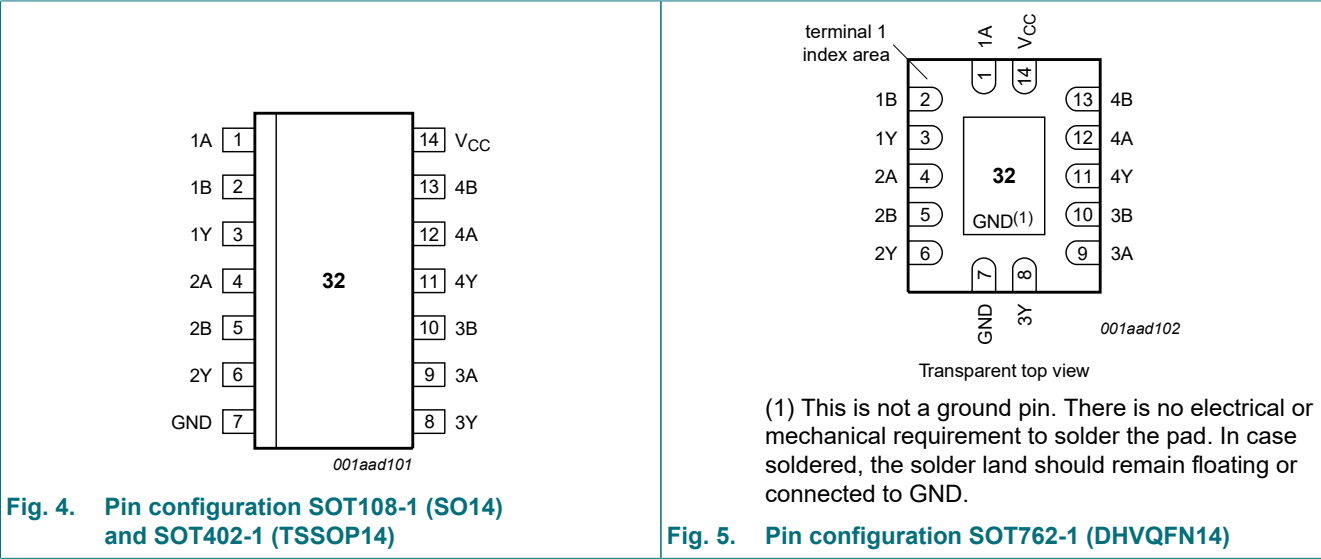 1A 1
1B 2
1Y 3
2A 4
2B 5
2Y 6
GND 7
32
14 VCC
13 4B
12 4A
11 4Y
10 3B
9 3A
8 3Y
001aad101
Fig. 4. Pin configuration SOT108-1 (SO14)
and SOT402-1 (TSSOP14)
terminal 1
index area
1A VCC
1 14
1B 2
1Y 3
2A 4
2B 5
2Y 6
32
GND(1)
13 4B
12 4A
11 4Y
10 3B
9 3A
7 8
GND 3Y
001aad102
Transparent top view
(1) This is not a ground pin. There is no electrical or
mechanical requirement to solder the pad. In case
soldered, the solder land should remain floating or
connected to GND.
Fig. 5. Pin configuration SOT762-1 (DHVQFN14)